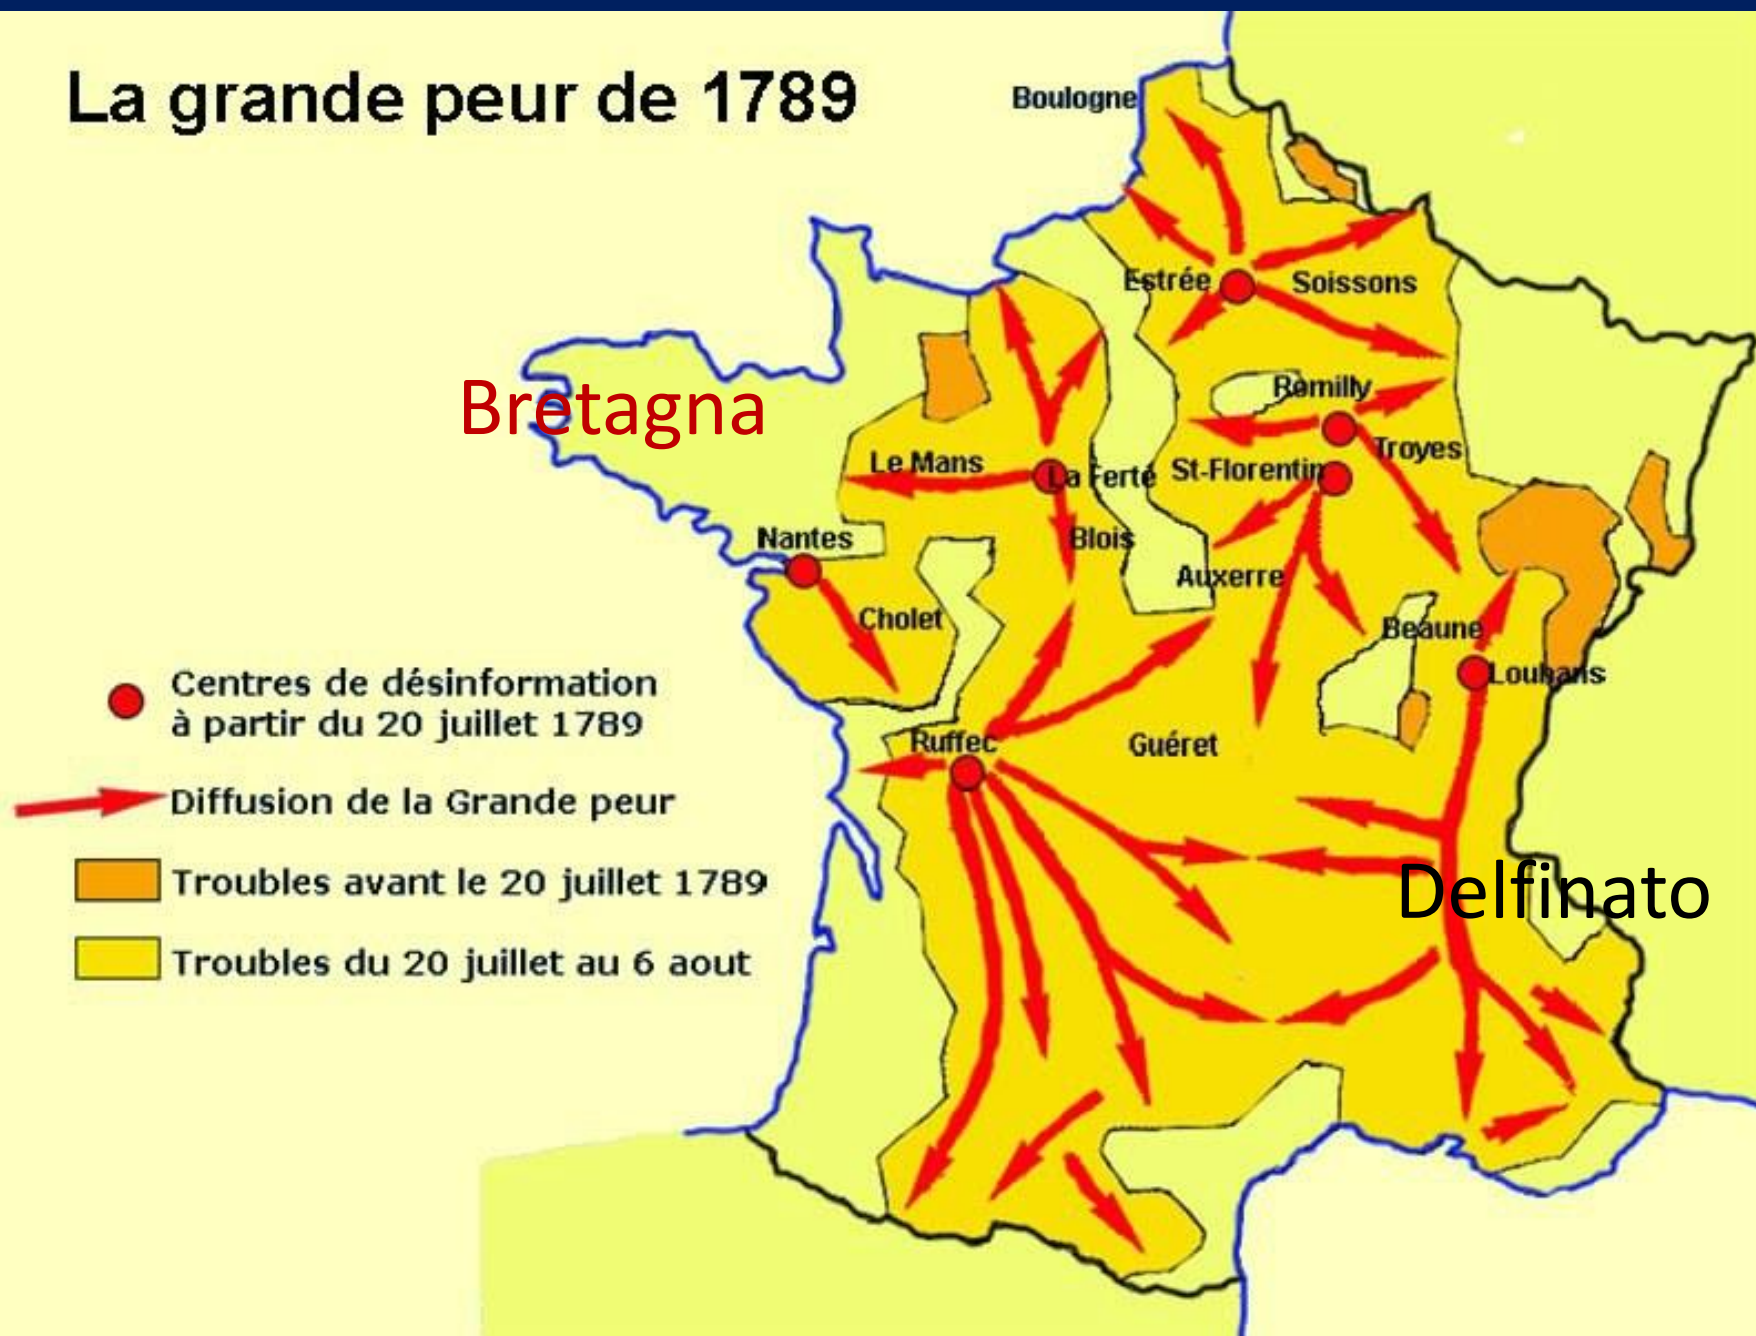 La grande peur de 1789
Boulogne
Estrée
Soissons
Bretagna
Romilly
Troyes
Le Mans
La Ferté
St-Florentin
Nantes
Blois
Auxerre
Cholet
Beaune
Louhans
Centres de désinformation
à partir du 20 juillet 1789
Ruffec
Guéret
Diffusion de la Grande peur
Troubles avant le 20 juillet 1789
Delfinato
Troubles du 20 juillet au 6 aout